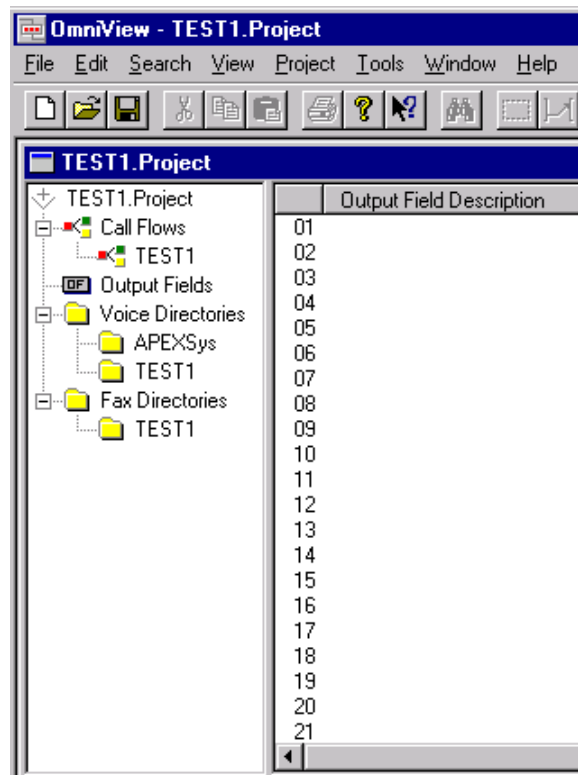 OmniView - TEST1.Project
File Edit Search View Project Tools Window Help
TEST1.Project
TEST1.Project
Call Flows
TEST1
OF Output Fields
Voice Directories
APEXSys
TEST1
Fax Directories
TEST1
Output Field Description
01
02
03
04
05
06
07
08
09
10
11
12
13
14
15
16
17
18
19
20
21